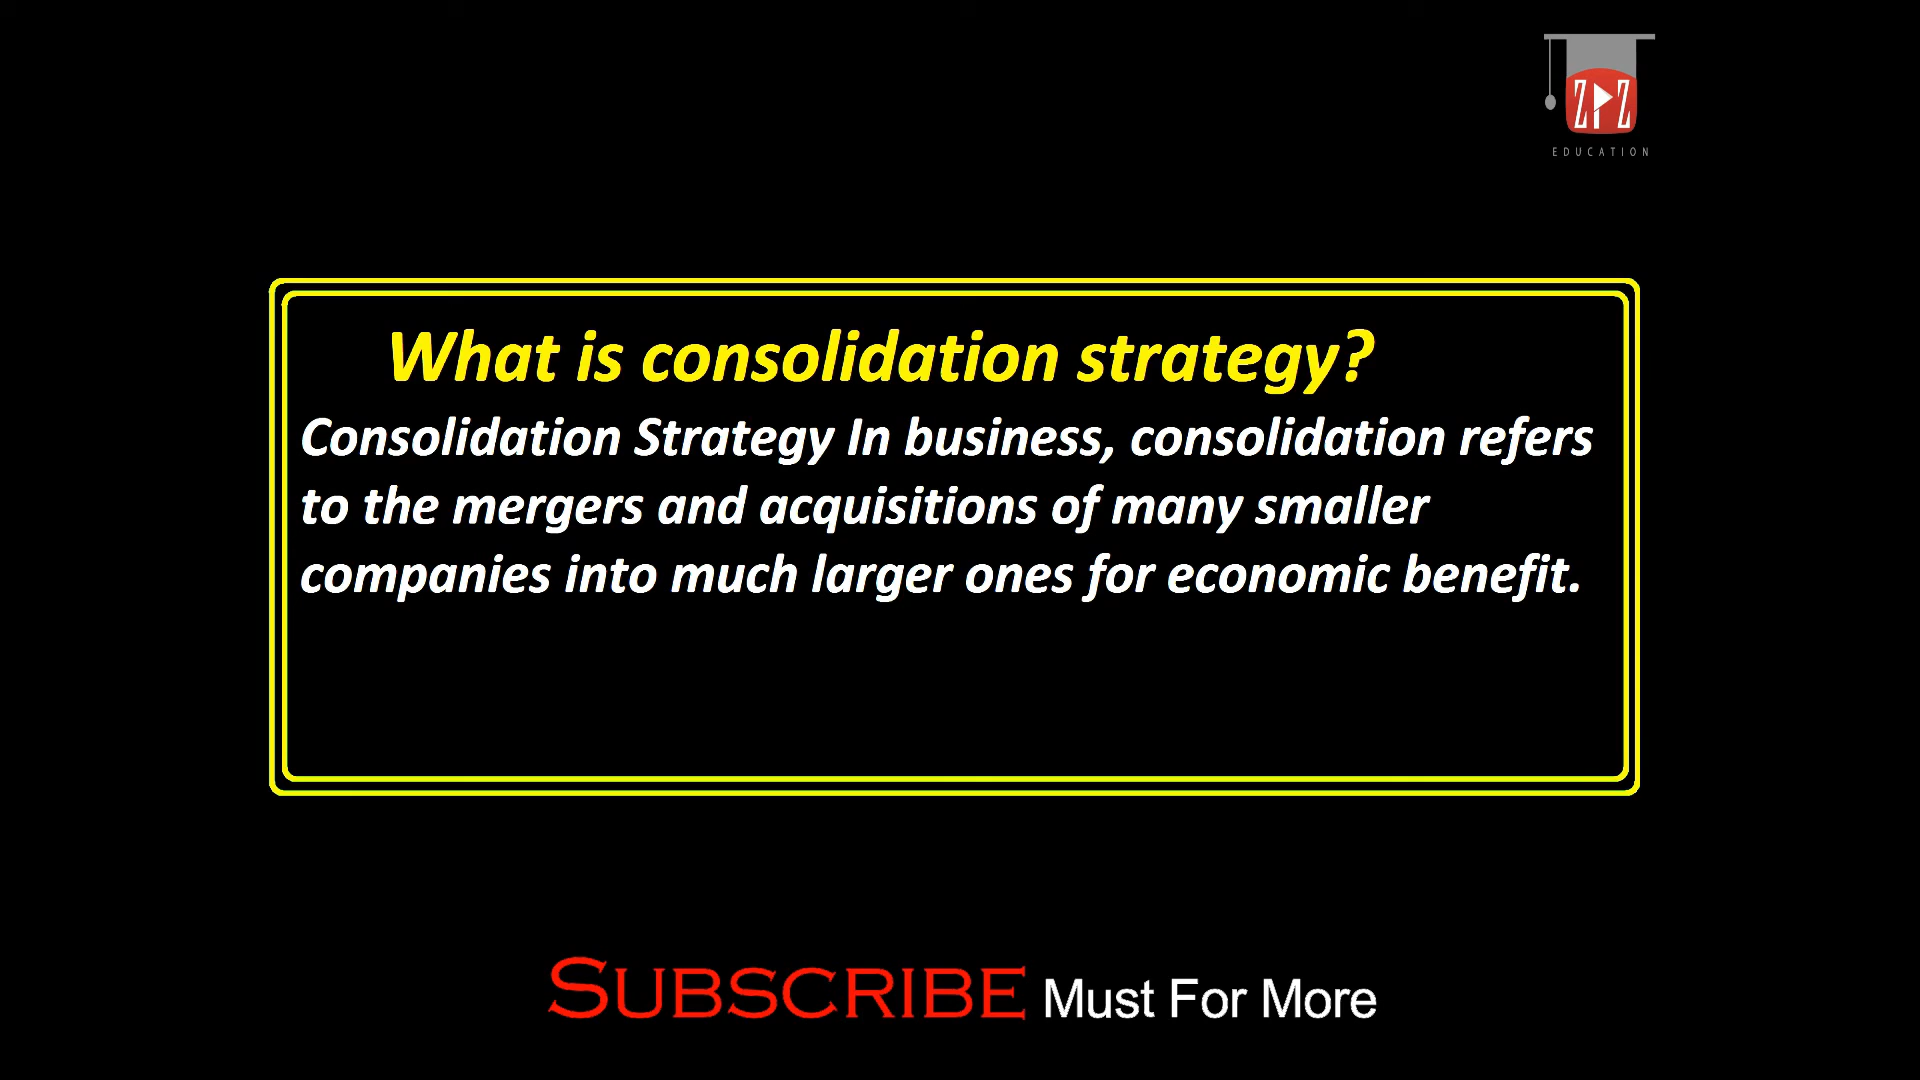 ZPZ
EDUCATION
What is consolidation strategy?
Consolidation Strategy In business, consolidation refers
to the mergers and acquisitions of many smaller
companies into much larger ones for economic benefit.
SUBSCRIBE Must For More